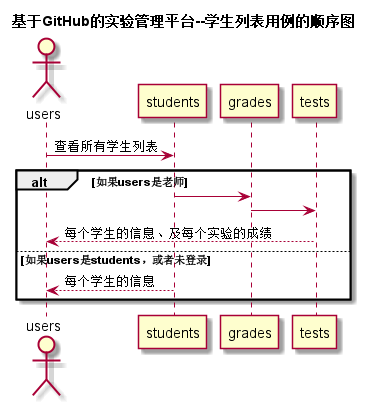 基于GitHub的实验管理平台--学生列表用例的顺序图
users
students
grades
tests
查看所有学生列表
alt
[如果users是老师]
每个学生的信息、及每个实验的成绩
[如果users是students，或者未登录]
每个学生的信息
users
students
grades
tests